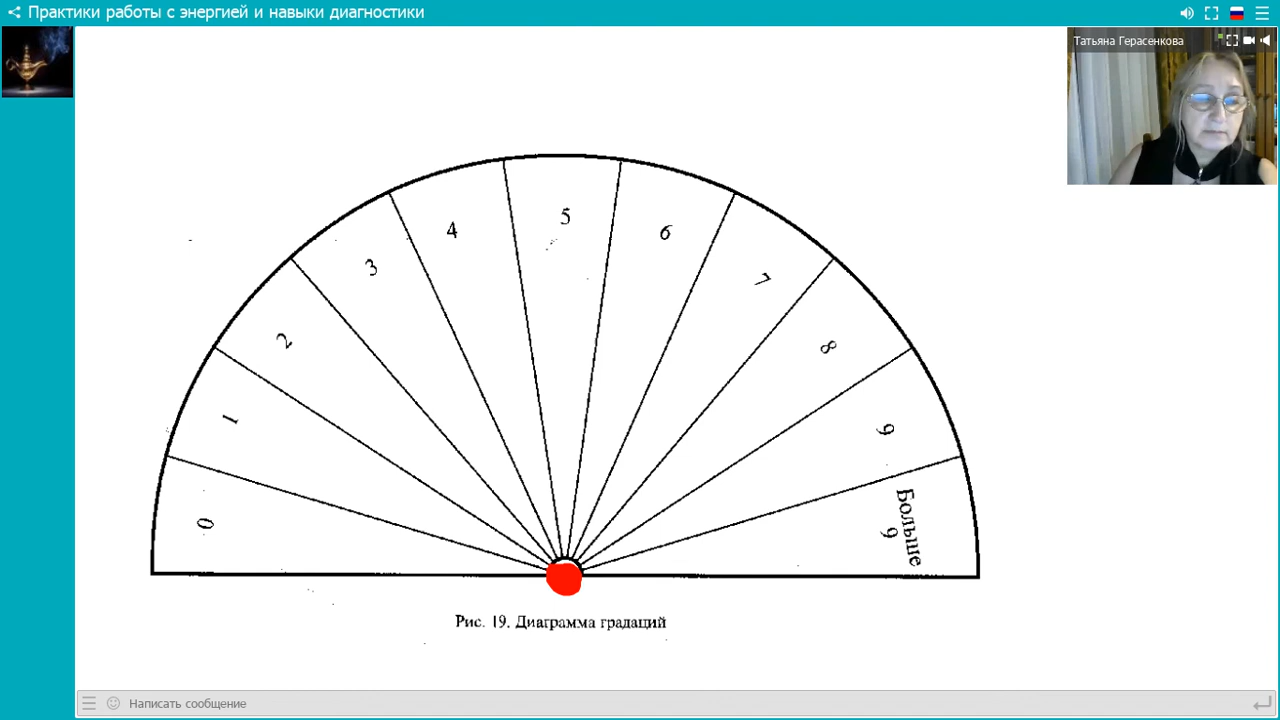 Практики работы с энергией и навыки диагностики
Татьяна Герасенкова
0
1
2
3
4
5
6
7
8
9
Больше
9
Рис. 19. Диаграмма градаций
Написать сообщение